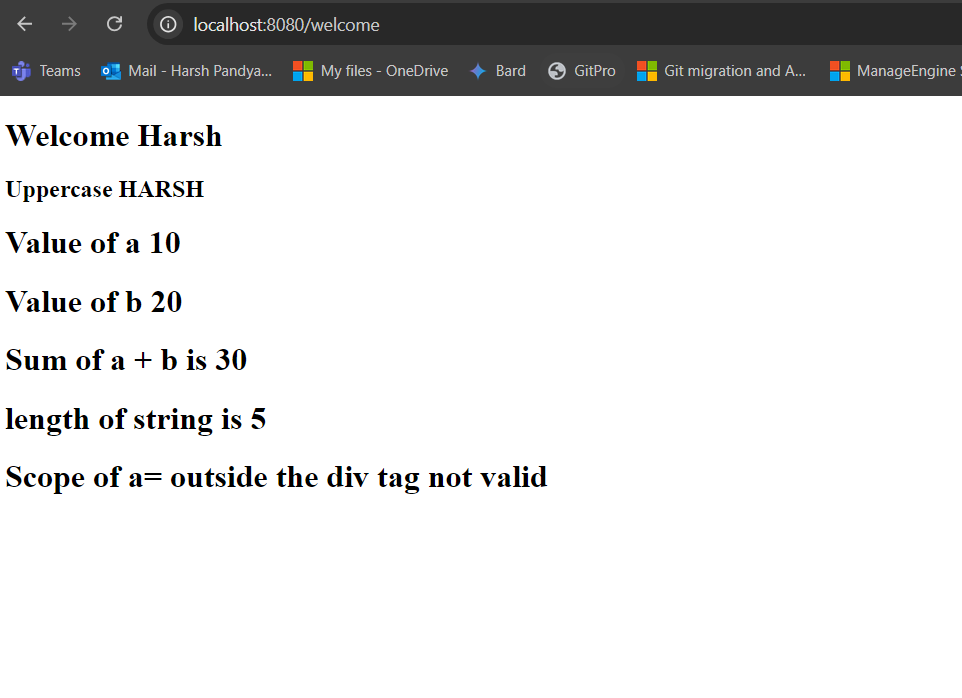 localhost:8080/welcome
Teams Mail - Harsh Pandya... My files - OneDrive Bard GitPro Git migration and A... ManageEngine
Welcome Harsh
Uppercase HARSH
Value of a 10
Value of b 20
Sum of a + b is 30
length of string is 5
Scope of a= outside the div tag not valid